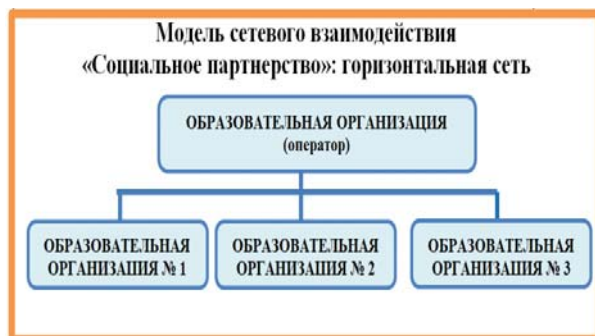 Модель сетевого взаимодействия
«Социальное партнерство»: горизонтальная сеть
ОБРАЗОВАТЕЛЬНАЯ ОРГАНИЗАЦИЯ
(оператор)
ОБРАЗОВАТЕЛЬНАЯ
ОРГАНИЗАЦИЯ № 1
ОБРАЗОВАТЕЛЬНАЯ
ОРГАНИЗАЦИЯ № 2
ОБРАЗОВАТЕЛЬНАЯ
ОРГАНИЗАЦИЯ № 3